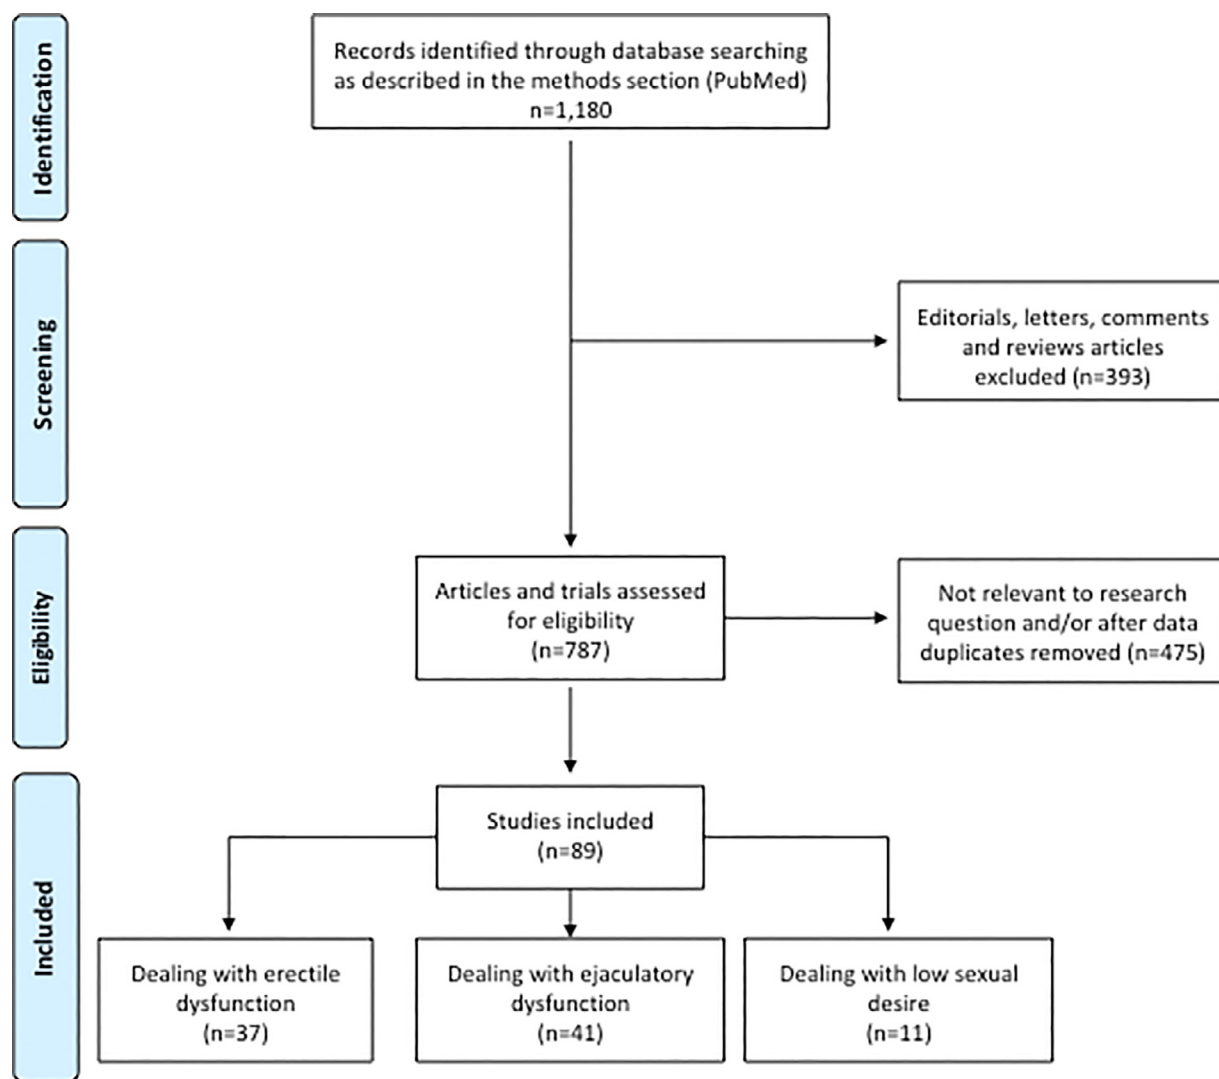 Identification
Records identified through database searching
as described in the methods section (PubMed)
n=1,180
Screening
Editorials, letters, comments
and reviews articles
excluded (n=393)
Eligibility
Articles and trials assessed
for eligibility
(n=787)
Not relevant to research
question and/or after data
duplicates removed (n=475)
Included
Studies included
(n=89)
Dealing with erectile
dysfunction
(n=37)
Dealing with ejaculatory
dysfunction
(n=41)
Dealing with low sexual
desire
(n=11)